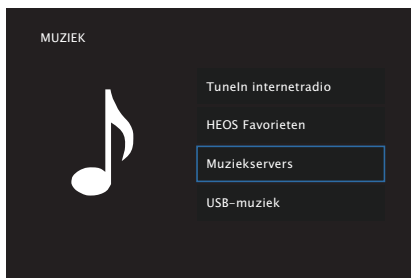 MUZIEK
TuneIn internetradio
HEOS Favorieten
Muziekservers
USB-muziek